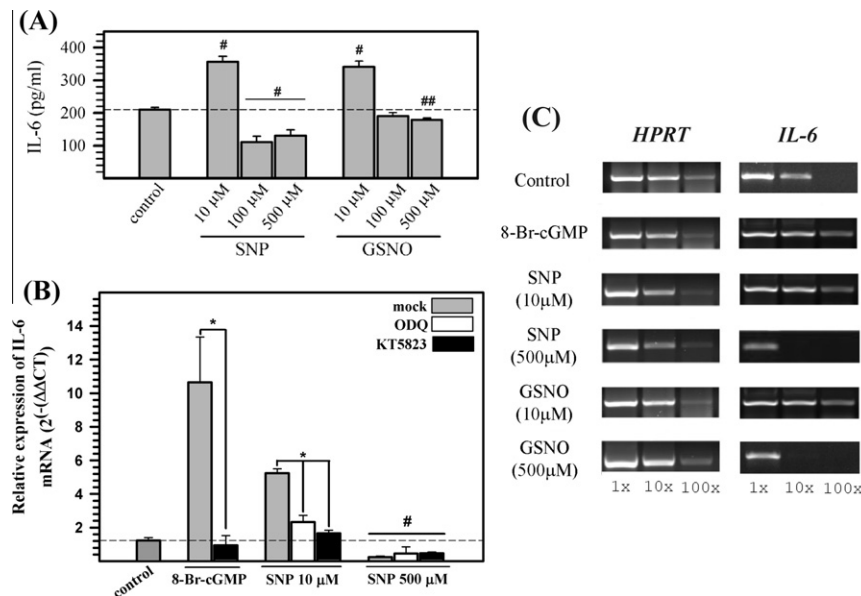 (A)
IL-6 (pg/ml)
400
300
200
100
#
#
#
##
control
10 µM
100 µM
500 µM
10 µM
100 µM
500 µM
SNP
GSNO
(B)
Relative expression of IL-6
mRNA (2^(-(ΔΔCT))
14
12
10
8
6
4
2
mock
ODQ
KT5823
*
*
#
control
8-Br-cGMP
SNP 10 µM
SNP 500 µM
(C)
HPRT
IL-6
Control
8-Br-cGMP
SNP
(10µM)
SNP
(500µM)
GSNO
(10µM)
GSNO
(500µM)
1x 10x 100x
1x 10x 100x